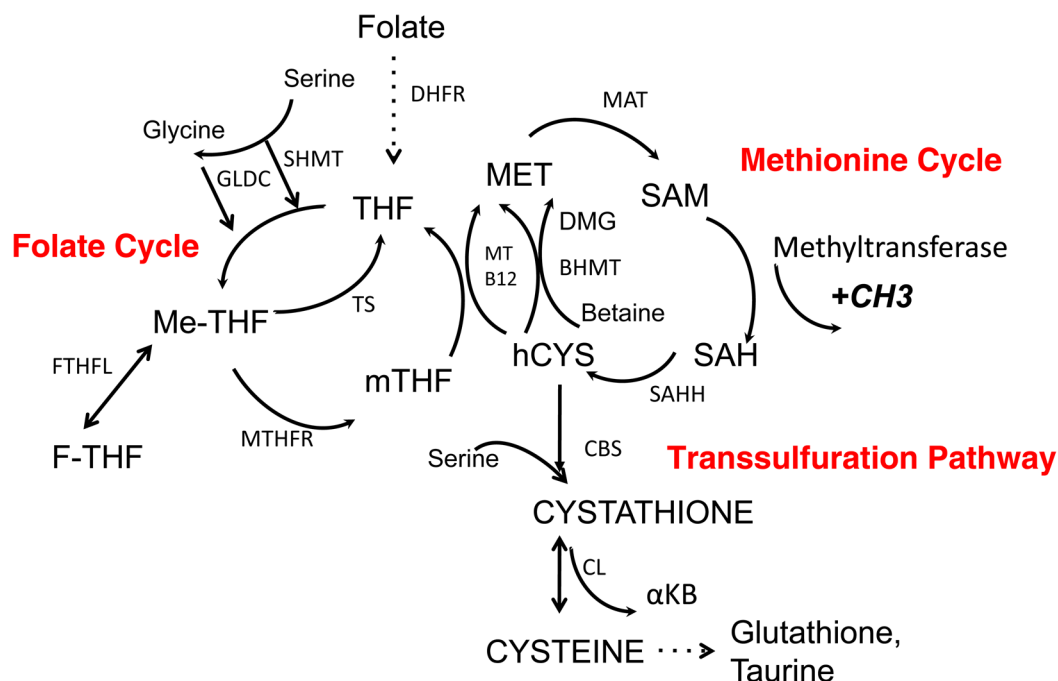 Folate
Serine
DHFR
MAT
Glycine
SHMT
GLDC
Methionine Cycle
MET
SAM
THF
Folate Cycle
DMG
Methyltransferase
MT
B12
BHMT
+CH3
TS
Betaine
Me-THF
FTHFL
hCYS
SAH
mTHF
SAHH
MTHFR
F-THF
Serine
CBS
Transsulfuration Pathway
CYSTATHIONE
CL
αKB
CYSTEINE
Glutathione,
Taurine